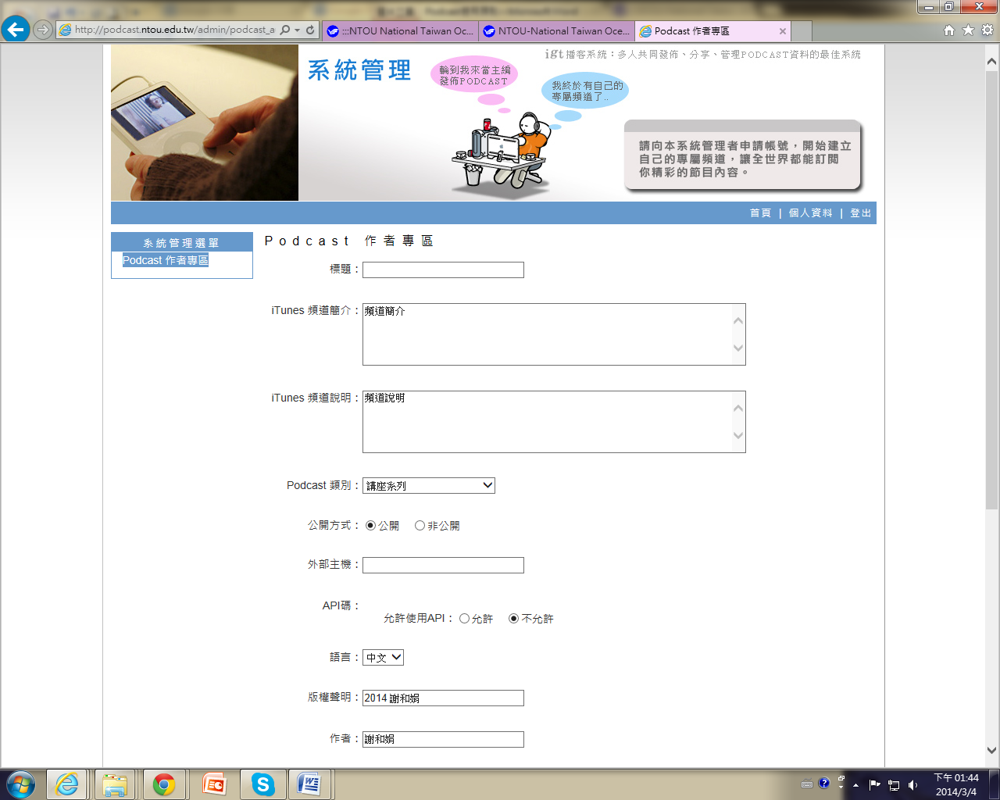 http://podcast.ntou.edu.tw/admin/podcast_a
:::NTOU National Taiwan Oc...
NTOU-National Taiwan Oce...
Podcast 作者專區
系統管理
igt播客系統：多人共同發佈、分享、管理PODCAST資料的最佳系統
輪到我來當主編
發佈PODCAST
我終於有自己的
專屬頻道了..
請向本系統管理者申請帳號，開始建立
自己的專屬頻道，讓全世界都能訂閱
你精彩的節目內容。
首頁 | 個人資料 | 登出
系統管理選單
Podcast 作者專區
Podcast 作者專區
標題：
iTunes 頻道簡介：
頻道簡介
iTunes 頻道說明：
頻道說明
Podcast 類別：
講座系列
公開方式：
公開
非公開
外部主機：
API碼：
允許使用API：
允許
不允許
語言：
中文
版權聲明：
2014 謝和娟
作者：
謝和娟
下午 01:44
2014/3/4